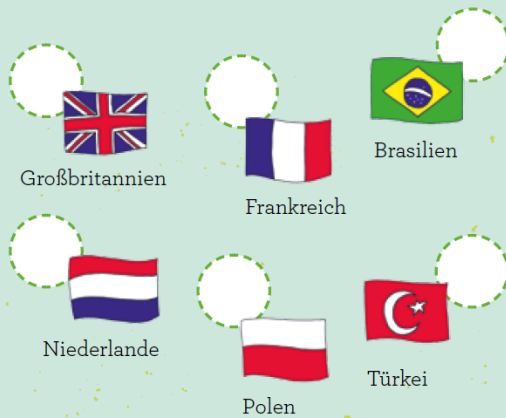 Großbritannien
Frankreich
Brasilien
Niederlande
Polen
Türkei